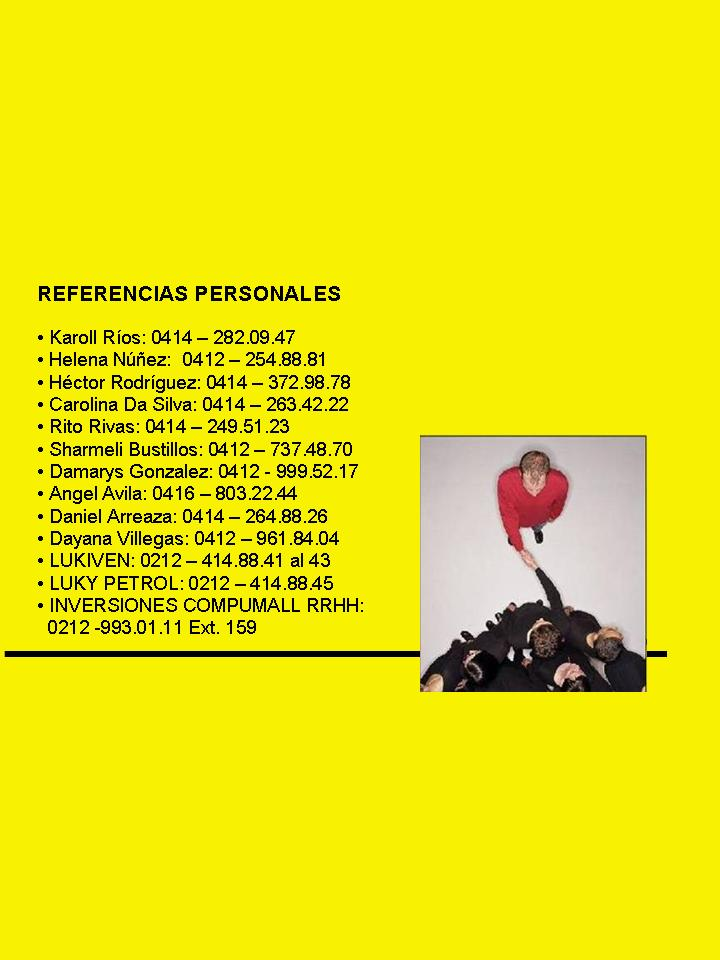 REFERENCIAS PERSONALES
• Karoll Ríos: 0414 – 282.09.47
• Helena Núñez:  0412 – 254.88.81
• Héctor Rodríguez: 0414 – 372.98.78
• Carolina Da Silva: 0414 – 263.42.22
• Rito Rivas: 0414 – 249.51.23
• Sharmeli Bustillos: 0412 – 737.48.70
• Damarys Gonzalez: 0412 - 999.52.17
• Angel Avila: 0416 – 803.22.44
• Daniel Arreaza: 0414 – 264.88.26
• Dayana Villegas: 0412 – 961.84.04
• LUKIVEN: 0212 – 414.88.41 al 43
• LUKY PETROL: 0212 – 414.88.45
• INVERSIONES COMPUMALL RRHH:
0212 -993.01.11 Ext. 159